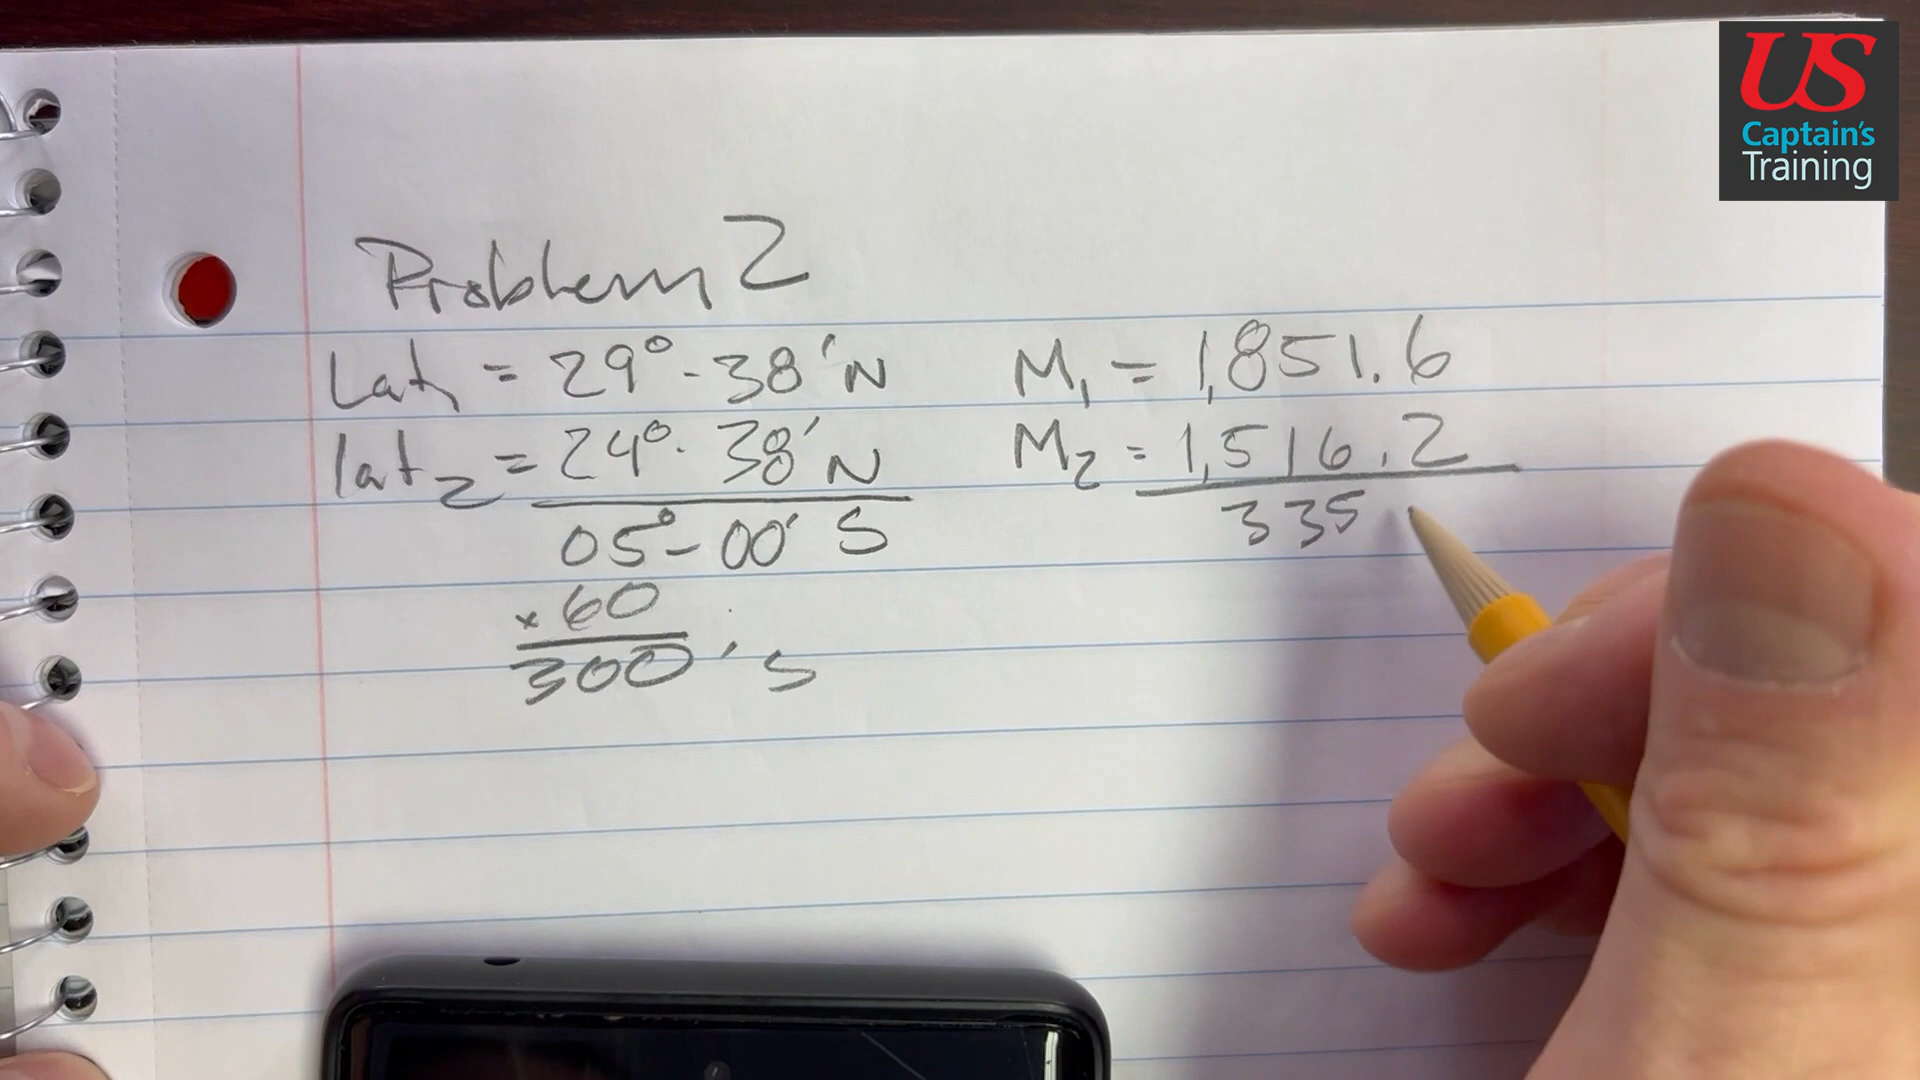 US
Captain's
Training
Problem 2
Lat₁ = 29° - 38' N M₁ = 1,851.6
lat₂ = 24° - 38' N M₂ = 1,516.2
05° - 00' S 335.
× 60
300' S